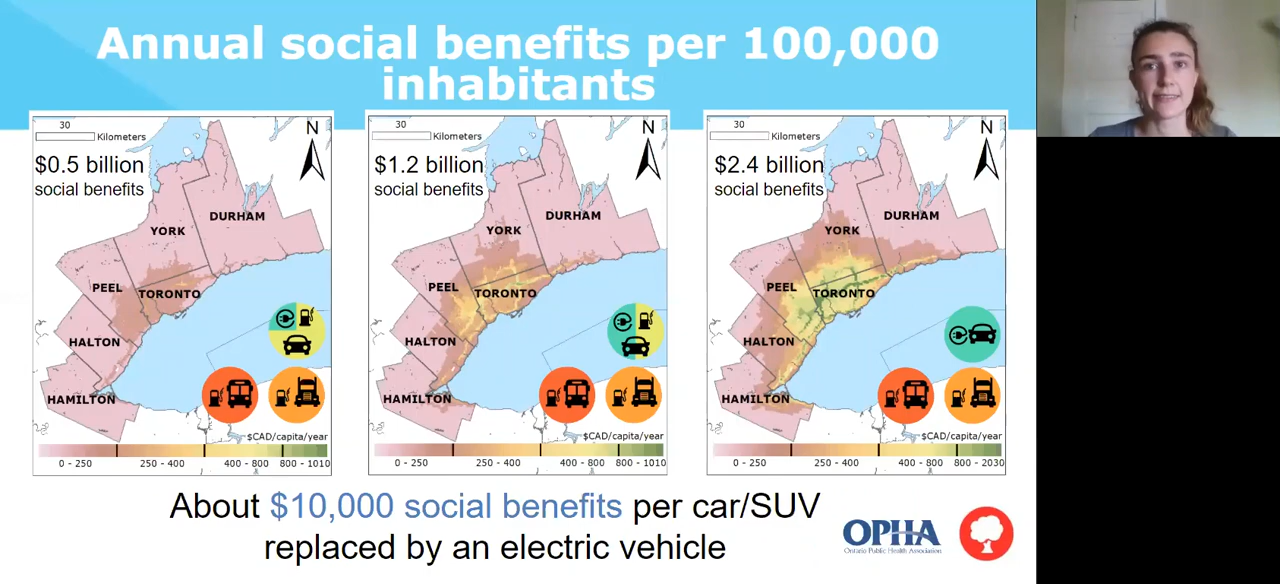 Annual social benefits per 100,000
inhabitants
30
Kilometers
N
$0.5 billion
social benefits
DURHAM
YORK
PEEL
TORONTO
HALTON
HAMILTON
$CAD/capita/year
0 - 250
250 - 400
400 - 800
800 - 1010
30
Kilometers
N
$1.2 billion
social benefits
DURHAM
YORK
PEEL
TORONTO
HALTON
HAMILTON
$CAD/capita/year
0 - 250
250 - 400
400 - 800
800 - 1010
30
Kilometers
N
$2.4 billion
social benefits
DURHAM
YORK
PEEL
TORONTO
HALTON
HAMILTON
$CAD/capita/year
0 - 250
250 - 400
400 - 800
800 - 2030
About $10,000 social benefits per car/SUV
replaced by an electric vehicle
OPHA
Ontario Public Health Association